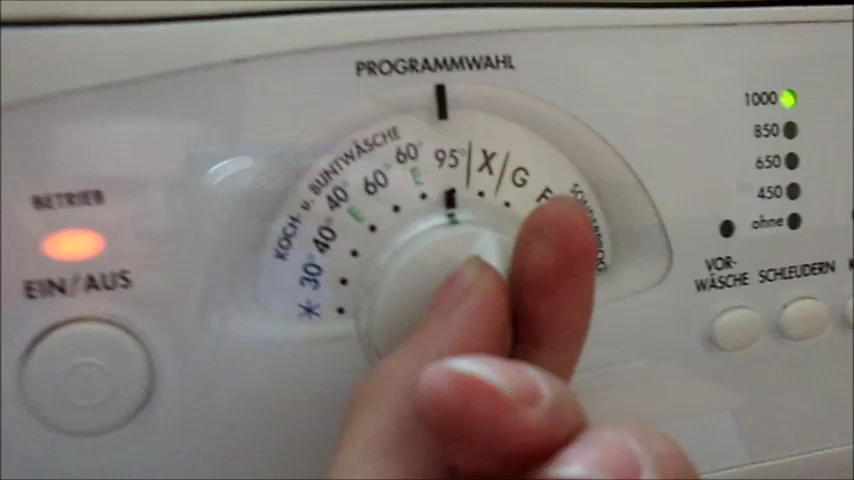 PROGRAMMWAHL
KOCH- u. BUNTWÄSCHE
30° 40° 40° E 60° 60° E 95° X G F
1000
850
650
450
ohne
BETRIEB
EIN/AUS
VOR-
WÄSCHE
SCHLEUDERN